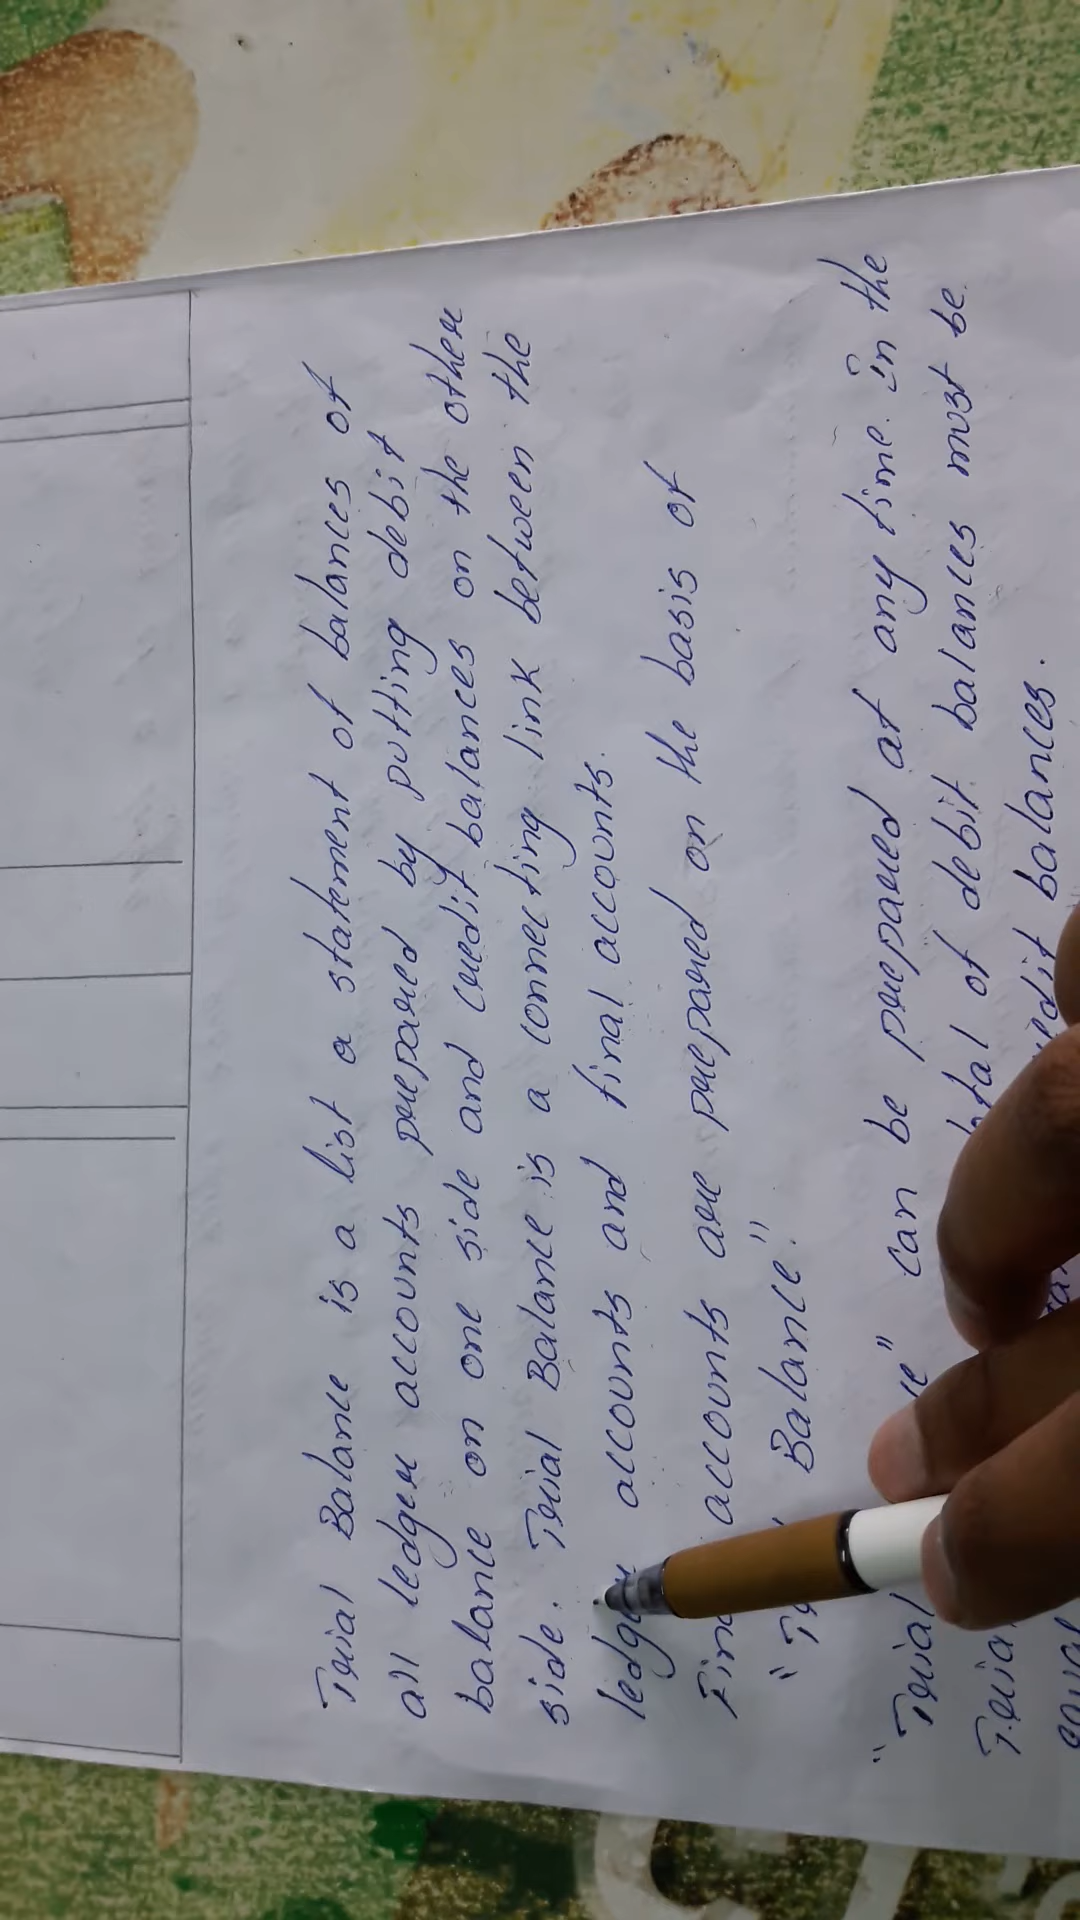 Trial Balance is a list a statement of balances of
all ledger accounts prepared by putting debit
balance on one side and credit balances on the other
side. Trial Balance is a connecting link between the
accounts and final accounts.
accounts are prepared on the basis of
Balance"
"Trial can be prepared at any time. in the
of debit balances must be
balances.